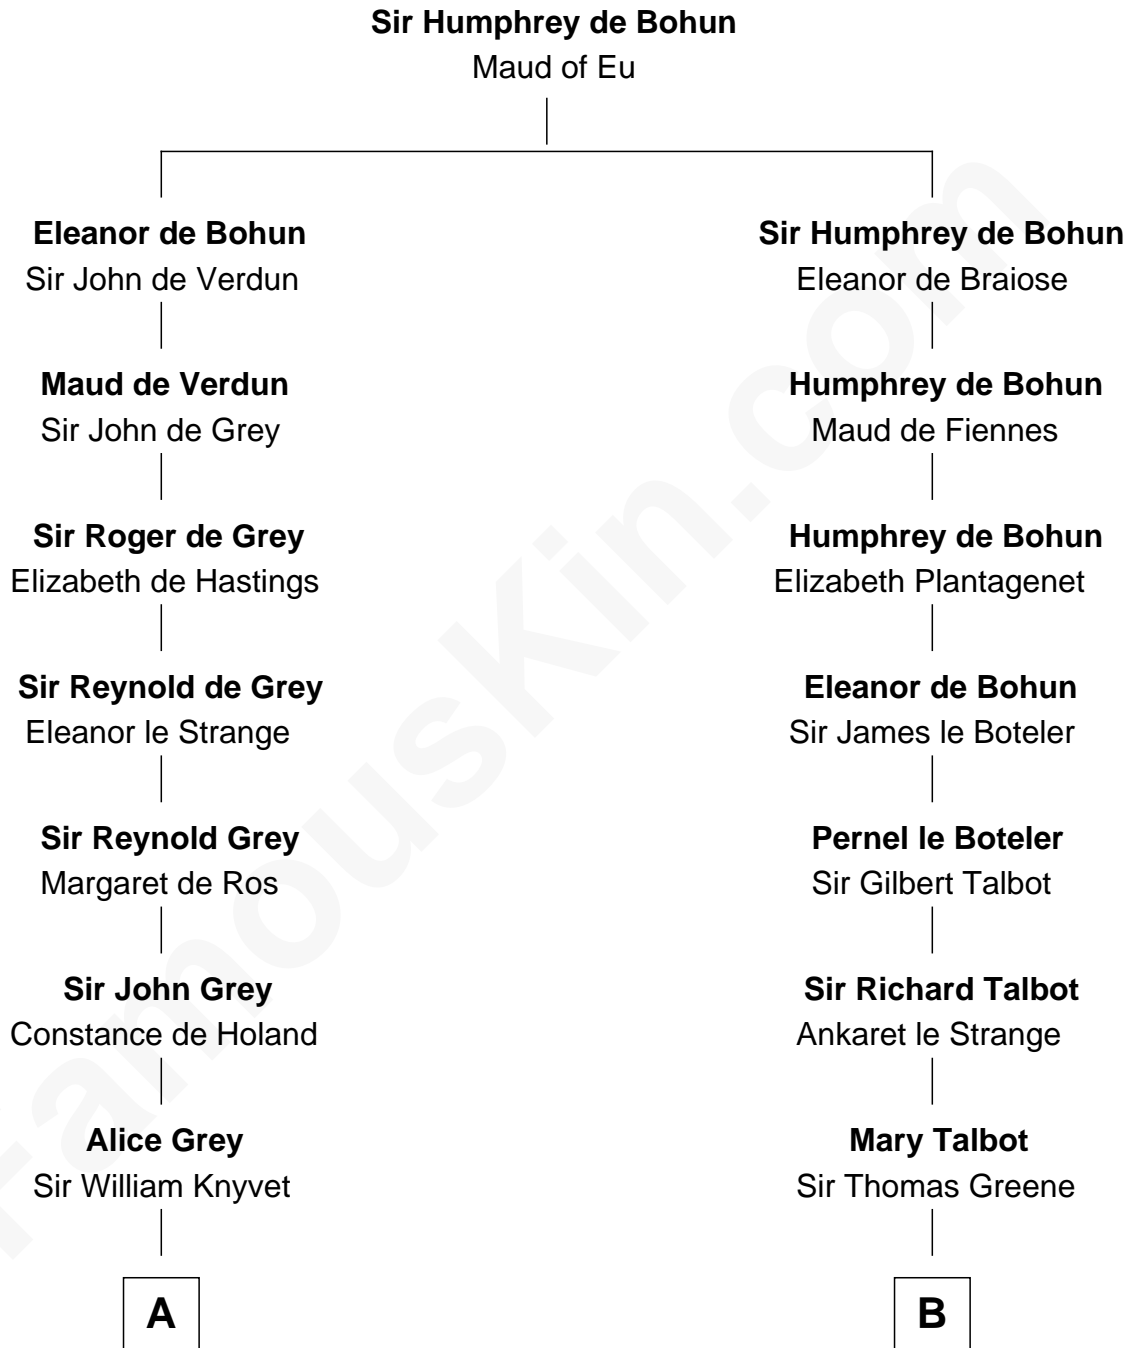 Sir Humphrey de Bohun
Maud of Eu
Eleanor de Bohun
Sir John de Verdun
Sir Humphrey de Bohun
Eleanor de Braiose
Maud de Verdun
Sir John de Grey
Humphrey de Bohun
Maud de Fiennes
Sir Roger de Grey
Elizabeth de Hastings
Humphrey de Bohun
Elizabeth Plantagenet
Sir Reynold de Grey
Eleanor le Strange
Eleanor de Bohun
Sir James le Boteler
Sir Reynold Grey
Margaret de Ros
Pernel le Boteler
Sir Gilbert Talbot
Sir John Grey
Constance de Holand
Sir Richard Talbot
Ankaret le Strange
Alice Grey
Sir William Knyvet
Mary Talbot
Sir Thomas Greene
A
B
FamousKin.com